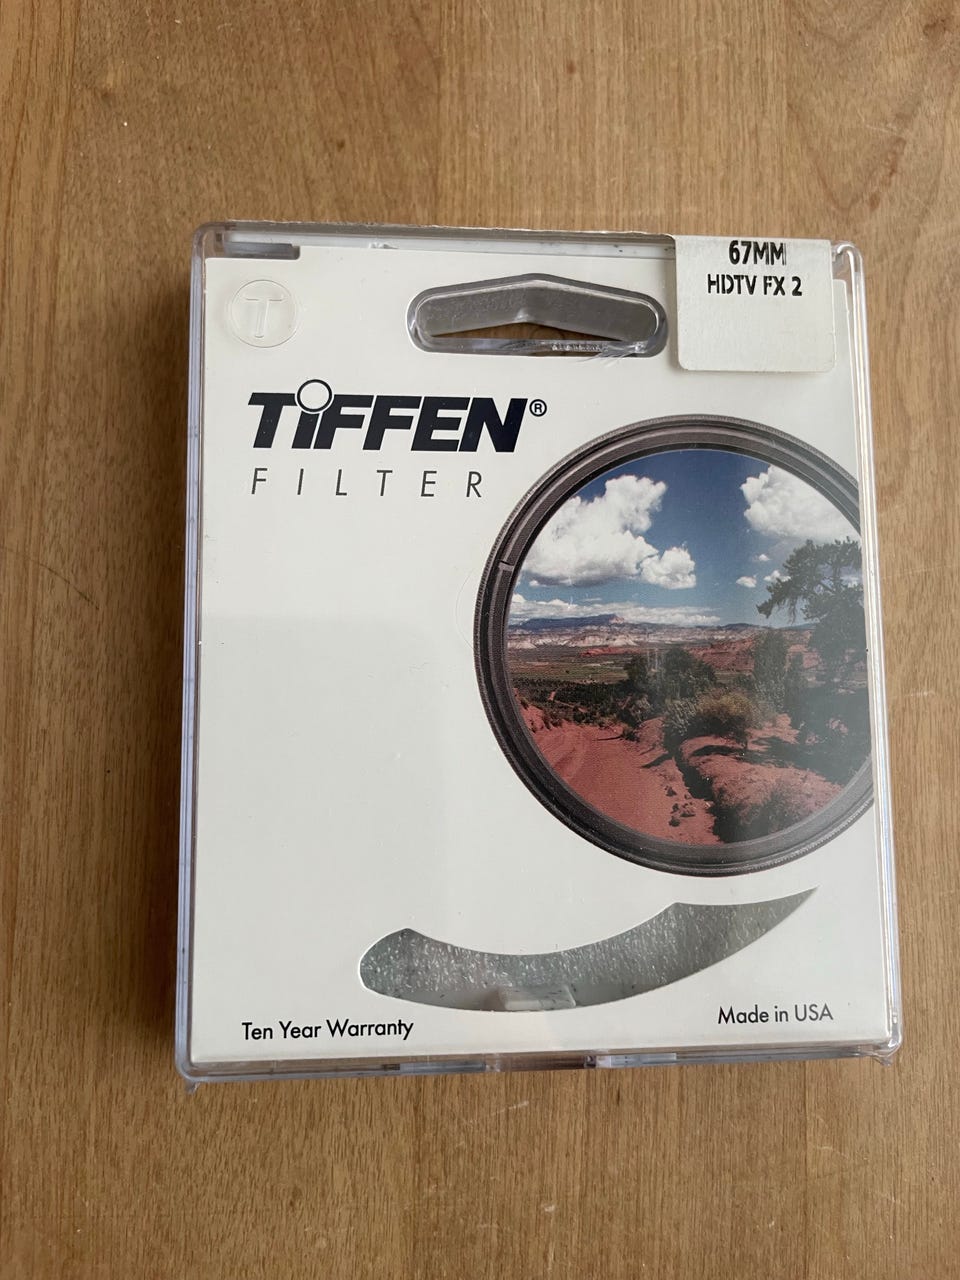 67MM
HDTV FX 2
T
TiFFEN®
FILTER
Ten Year Warranty
Made in USA